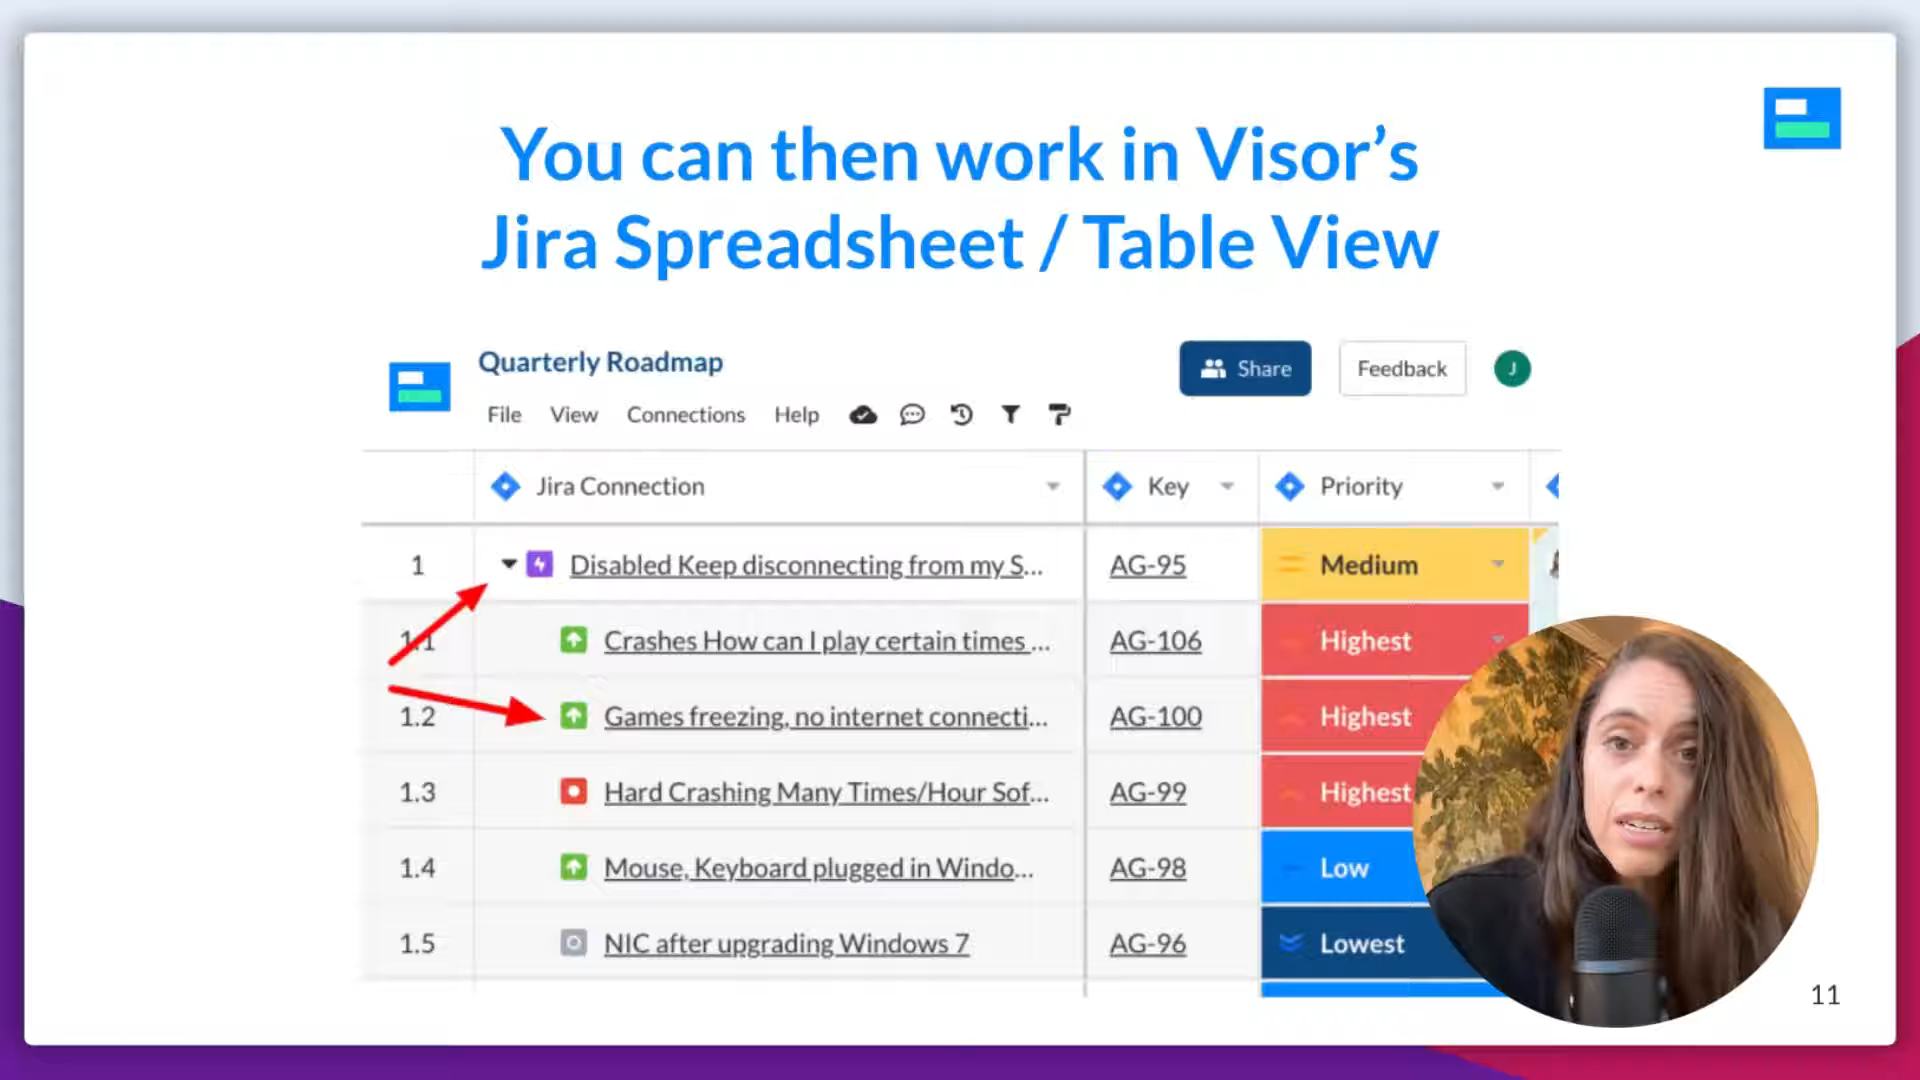 You can then work in Visor’s
Jira Spreadsheet / Table View
Quarterly Roadmap
Share
Feedback
J
File View Connections Help
Jira Connection Key Priority
1 Disabled Keep disconnecting from my S... AG-95 Medium
1.1 Crashes How can I play certain times ... AG-106 Highest
1.2 Games freezing, no internet connecti... AG-100 Highest
1.3 Hard Crashing Many Times/Hour Sof... AG-99 Highest
1.4 Mouse, Keyboard plugged in Windo... AG-98 Low
1.5 NIC after upgrading Windows 7 AG-96 Lowest
11